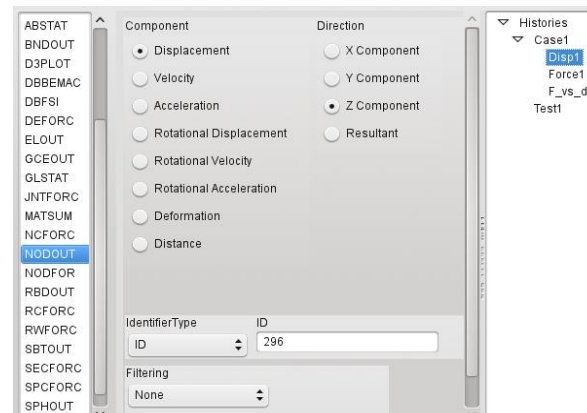 ABSTAT
BNDOUT
D3PLOT
DBBEMAC
DBFSI
DEFORC
ELOUT
GCEOUT
GLSTAT
JNTFORC
MATSUM
NCFORC
NODOUT
NODFOR
RBDOUT
RCFORC
RWFORC
SBTOUT
SECFORC
SPCFORC
SPHOUT
Component
Displacement
Velocity
Acceleration
Rotational Displacement
Rotational Velocity
Rotational Acceleration
Deformation
Distance
Direction
X Component
Y Component
Z Component
Resultant
IdentifierType
ID
ID
296
Filtering
None
Histories
Case1
Disp1
Force1
F_vs_d
Test1